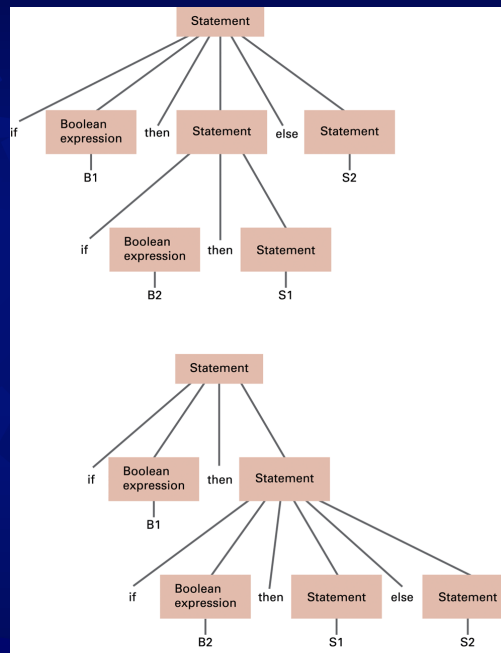 Statement
if
Boolean
expression
then
Statement
else
Statement
B1
S2
if
Boolean
expression
then
Statement
B2
S1
Statement
if
Boolean
expression
then
Statement
B1
if
Boolean
expression
then
Statement
else
Statement
B2
S1
S2